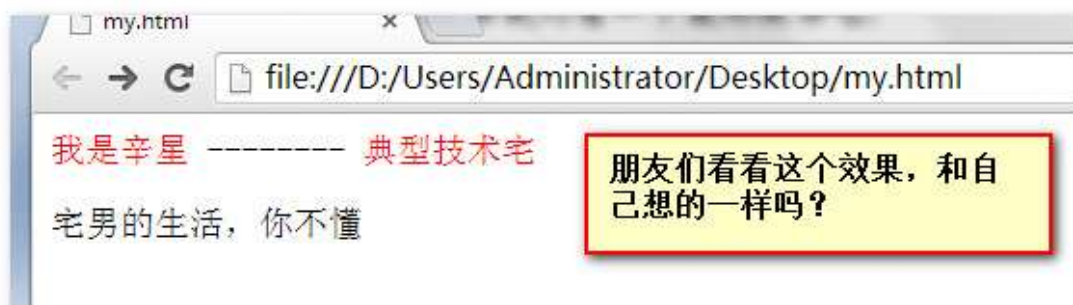 my.html
file:///D:/Users/Administrator/Desktop/my.html
我是辛星 -------- 典型技术宅
朋友们看看这个效果，和自
己想的一样吗？
宅男的生活，你不懂